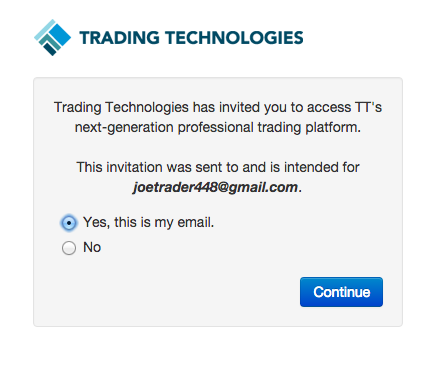 TRADING TECHNOLOGIES
Trading Technologies has invited you to access TT's
next-generation professional trading platform.
This invitation was sent to and is intended for
joetrader448@gmail.com.
Yes, this is my email.
No
Continue